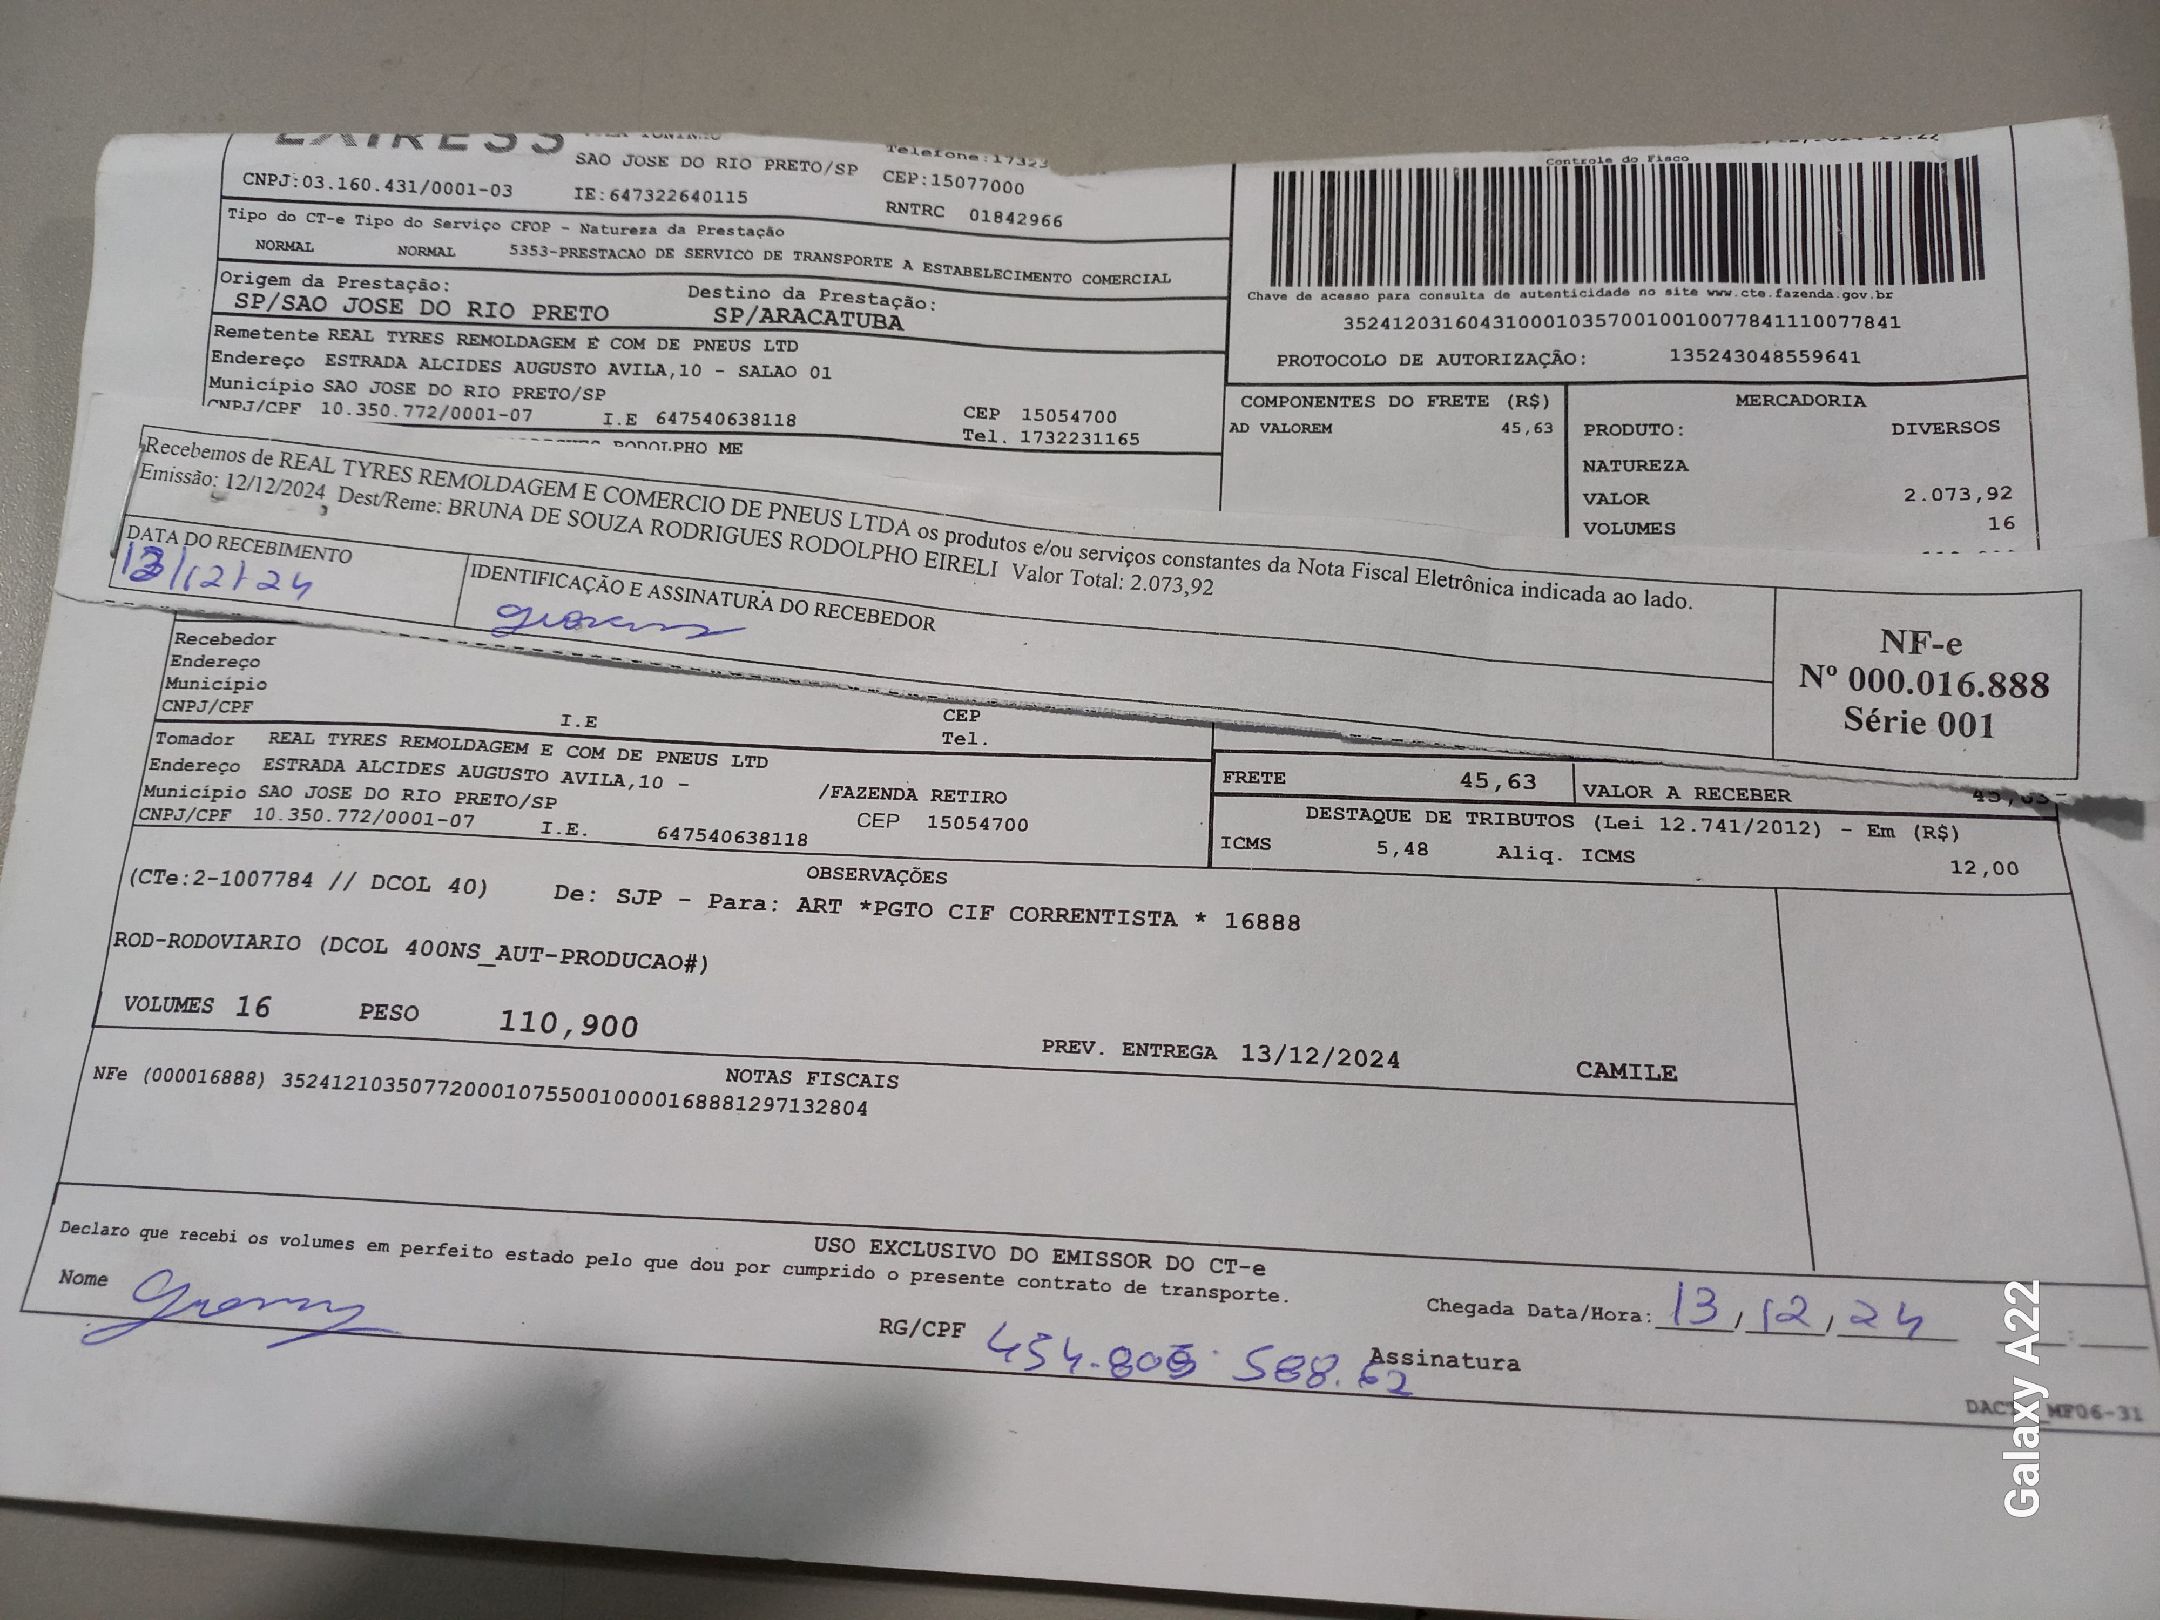 EXPRESS
SAO JOSE DO RIO PRETO/SP
Telefone:17323
CNPJ:03.160.431/0001-03 IE:647322640115 CEP:15077000
RNTRC 01842966
Tipo do CT-e Tipo do Serviço CFOP - Natureza da Prestação
NORMAL NORMAL 5353-PRESTACAO DE SERVICO DE TRANSPORTE A ESTABELECIMENTO COMERCIAL
Origem da Prestação: Destino da Prestação:
SP/SAO JOSE DO RIO PRETO SP/ARACATUBA
Remetente REAL TYRES REMOLDAGEM E COM DE PNEUS LTD
Endereço ESTRADA ALCIDES AUGUSTO AVILA,10 - SALAO 01
Município SAO JOSE DO RIO PRETO/SP CEP 15054700
CNPJ/CPF 10.350.772/0001-07 I.E 647540638118 Tel. 1732231165
RODOLPHO ME
Controle do Fisco
Chave de acesso para consulta de autenticidade no site www.cte.fazenda.gov.br
35241203160431000103570010010077841110077841
PROTOCOLO DE AUTORIZAÇÃO: 135243048559641
COMPONENTES DO FRETE (R$)
AD VALOREM 45,63
MERCADORIA
PRODUTO: DIVERSOS
NATUREZA
VALOR 2.073,92
VOLUMES 16
Recebemos de REAL TYRES REMOLDAGEM E COMERCIO DE PNEUS LTDA os produtos e/ou serviços constantes da Nota Fiscal Eletrônica indicada ao lado.
Emissão: 12/12/2024 Dest/Reme: BRUNA DE SOUZA RODRIGUES RODOLPHO EIRELI Valor Total: 2.073,92
DATA DO RECEBIMENTO IDENTIFICAÇÃO E ASSINATURA DO RECEBEDOR
13/12/24
NF-e
Nº 000.016.888
Série 001
Recebedor
Endereço
Município
CNPJ/CPF I.E CEP
Tel.
Tomador REAL TYRES REMOLDAGEM E COM DE PNEUS LTD
Endereço ESTRADA ALCIDES AUGUSTO AVILA,10 - /FAZENDA RETIRO
Município SAO JOSE DO RIO PRETO/SP CEP 15054700
CNPJ/CPF 10.350.772/0001-07 I.E. 647540638118
FRETE 45,63 VALOR A RECEBER 45,63
DESTAQUE DE TRIBUTOS (Lei 12.741/2012) - Em (R$)
ICMS 5,48 Aliq. ICMS 12,00
OBSERVAÇÕES
(CTe:2-1007784 // DCOL 40) De: SJP - Para: ART *PGTO CIF CORRENTISTA * 16888
ROD-RODOVIARIO (DCOL 400NS_AUT-PRODUCAO#)
VOLUMES 16 PESO 110,900 PREV. ENTREGA 13/12/2024 CAMILE
NOTAS FISCAIS
NFe (000016888) 35241210350772000107550010000168881297132804
USO EXCLUSIVO DO EMISSOR DO CT-e
Declaro que recebi os volumes em perfeito estado pelo que dou por cumprido o presente contrato de transporte.
Nome RG/CPF Assinatura
Chegada Data/Hora: 13/12/24
Galaxy A22